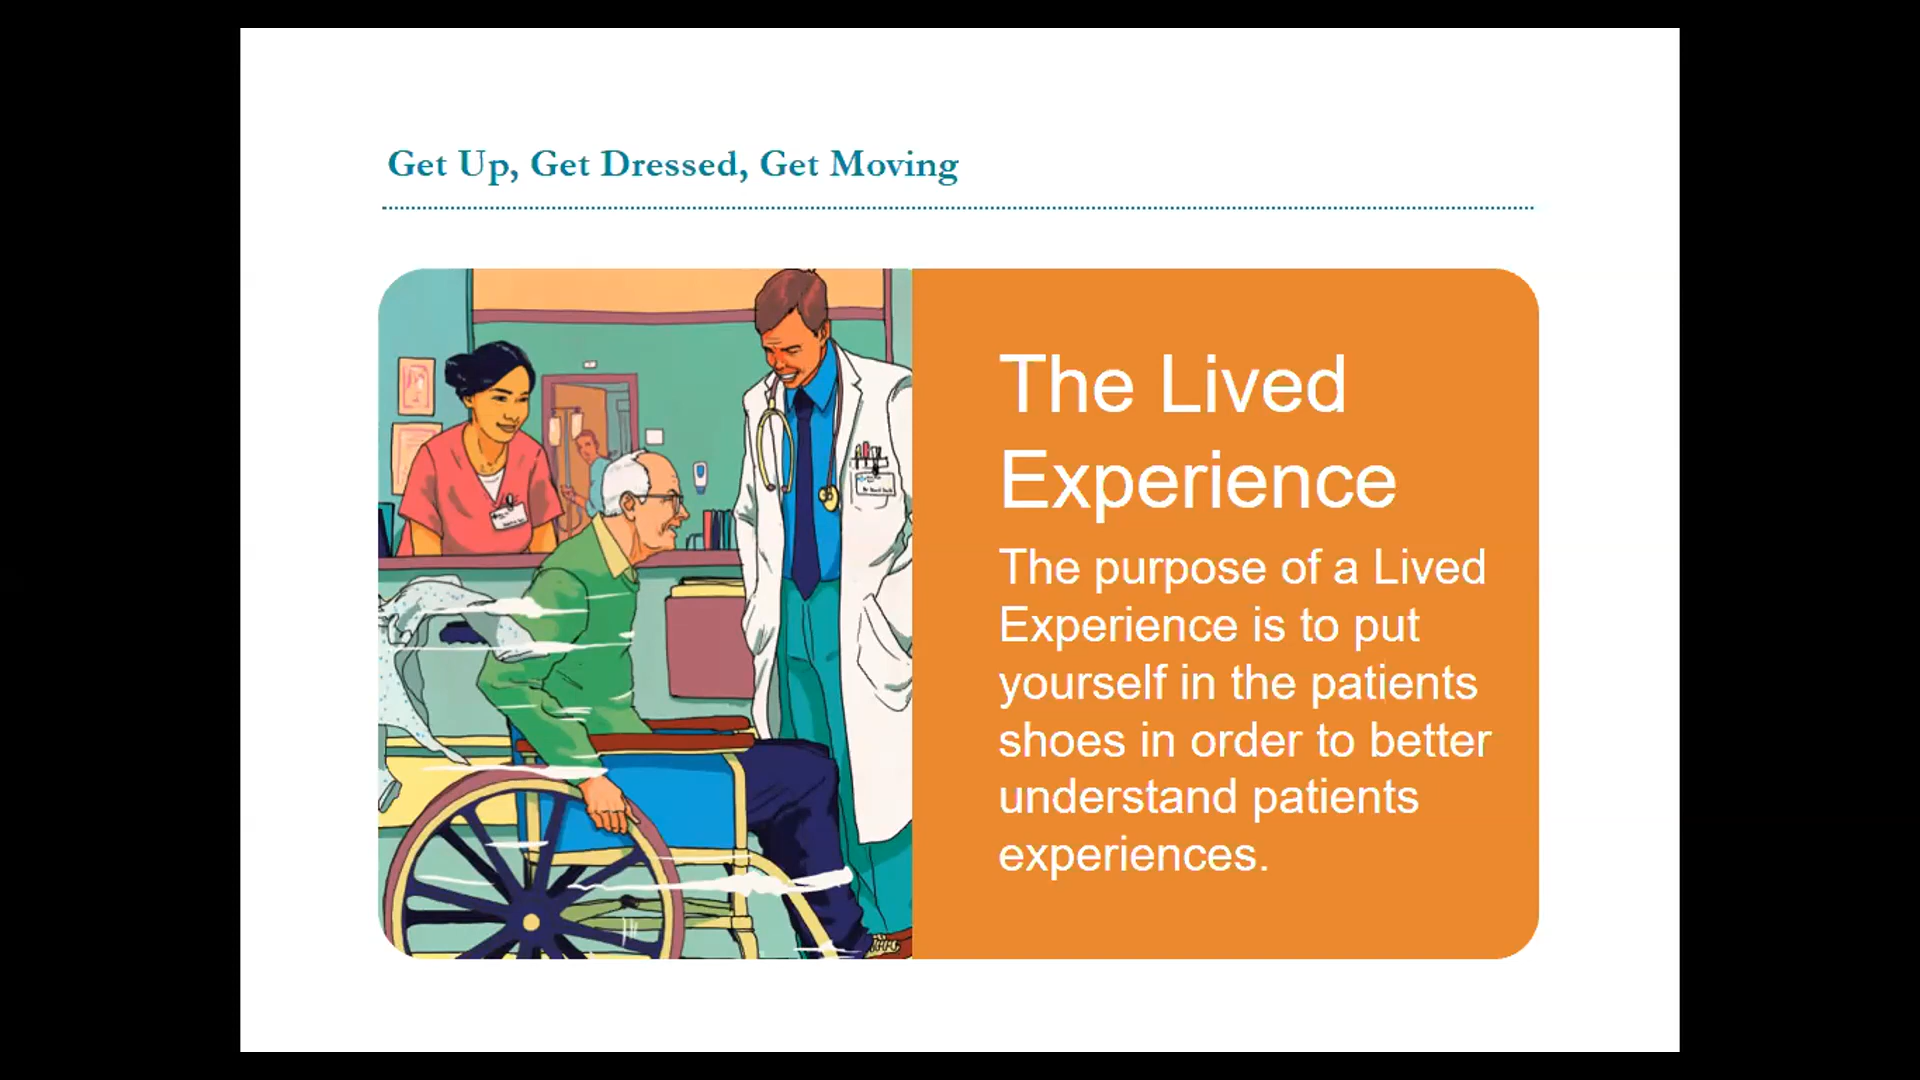 Get Up, Get Dressed, Get Moving
The Lived
Experience
The purpose of a Lived
Experience is to put
yourself in the patients
shoes in order to better
understand patients
experiences.